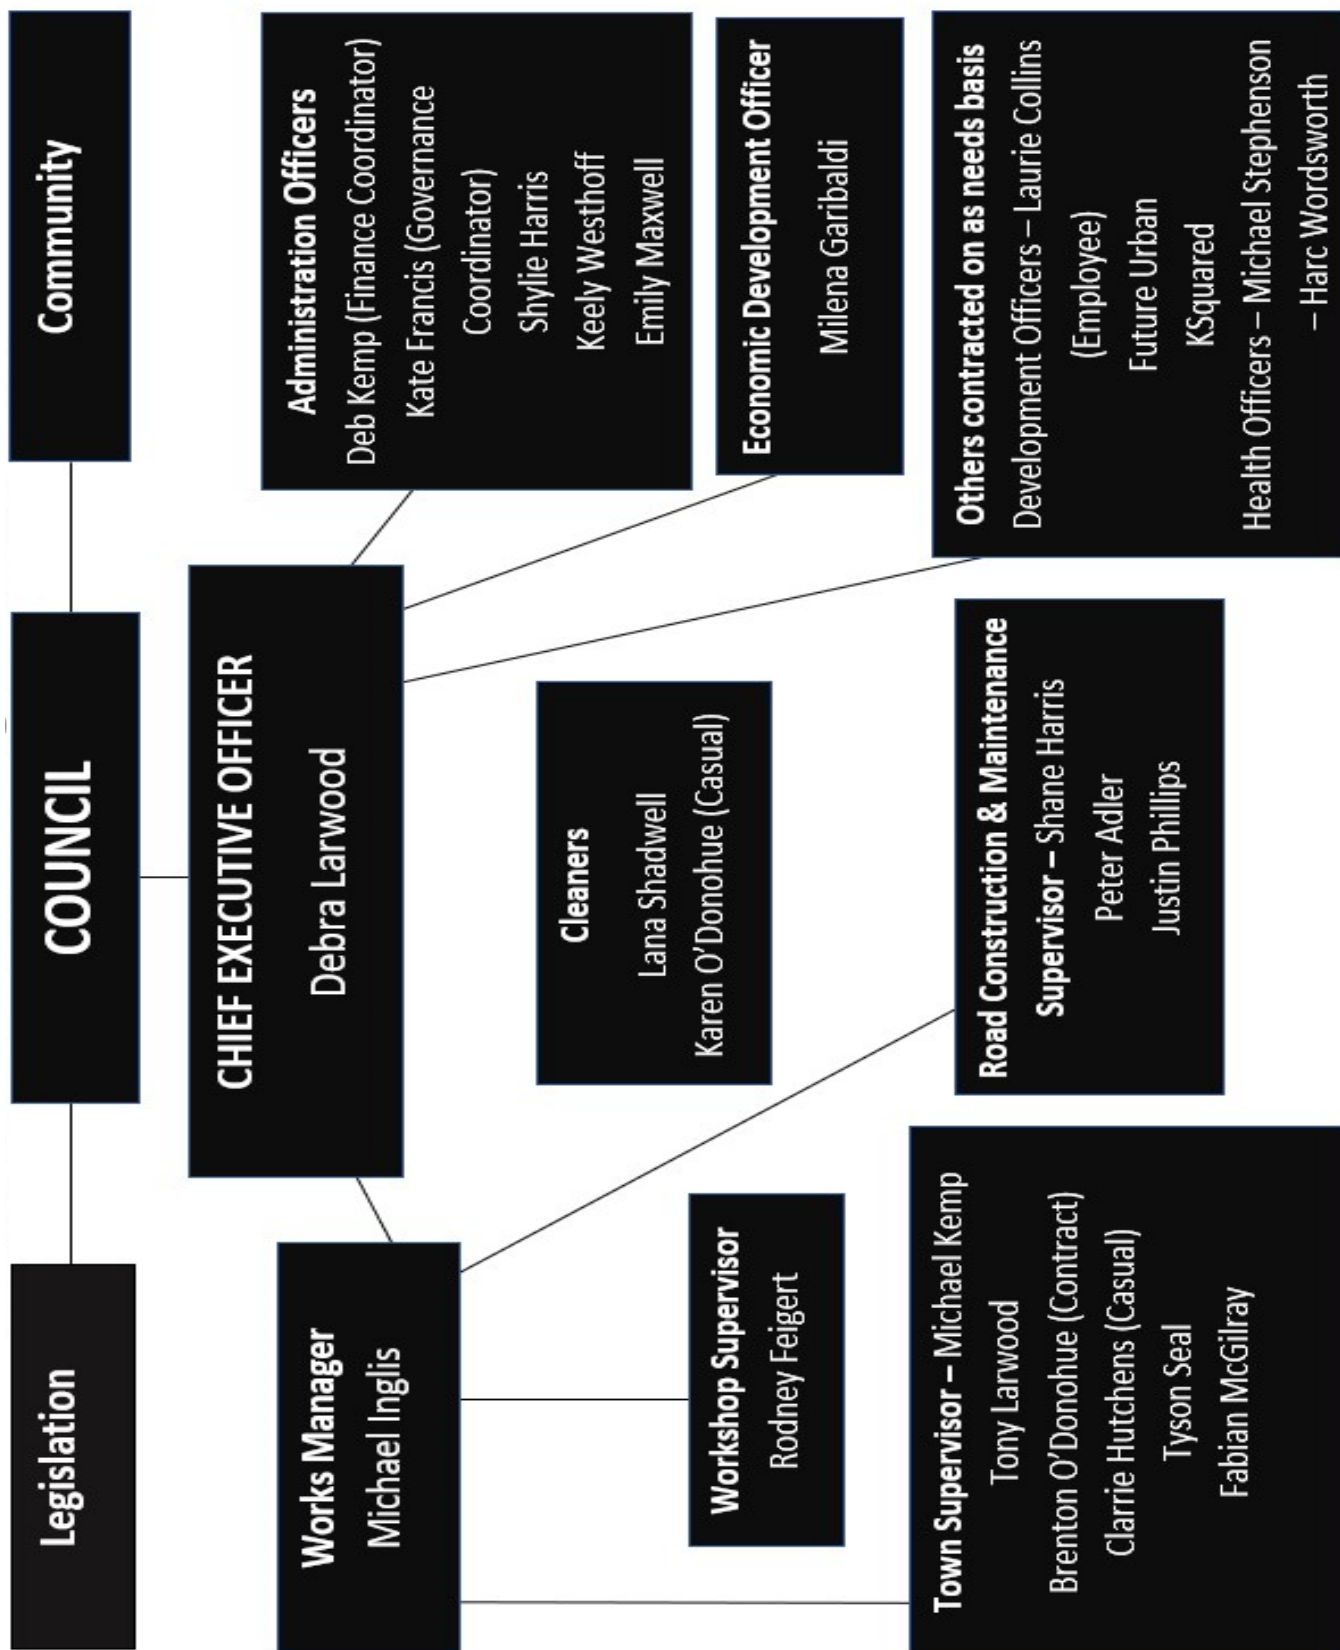 Legislation
COUNCIL
Community
CHIEF EXECUTIVE OFFICER
Debra Larwood
Works Manager
Michael Inglis
Administration Officers
Deb Kemp (Finance Coordinator)
Kate Francis (Governance
Coordinator)
Shylie Harris
Keely Westhoff
Emily Maxwell
Cleaners
Lana Shadwell
Karen O’Donohue (Casual)
Workshop Supervisor
Rodney Feigert
Economic Development Officer
Milena Garibaldi
Town Supervisor – Michael Kemp
Tony Larwood
Brenton O’Donohue (Contract)
Clarrie Hutchens (Casual)
Tyson Seal
Fabian McGilray
Road Construction & Maintenance
Supervisor – Shane Harris
Peter Adler
Justin Phillips
Others contracted on as needs basis
Development Officers – Laurie Collins
(Employee)
Future Urban
KSquared
Health Officers – Michael Stephenson
– Harc Wordsworth